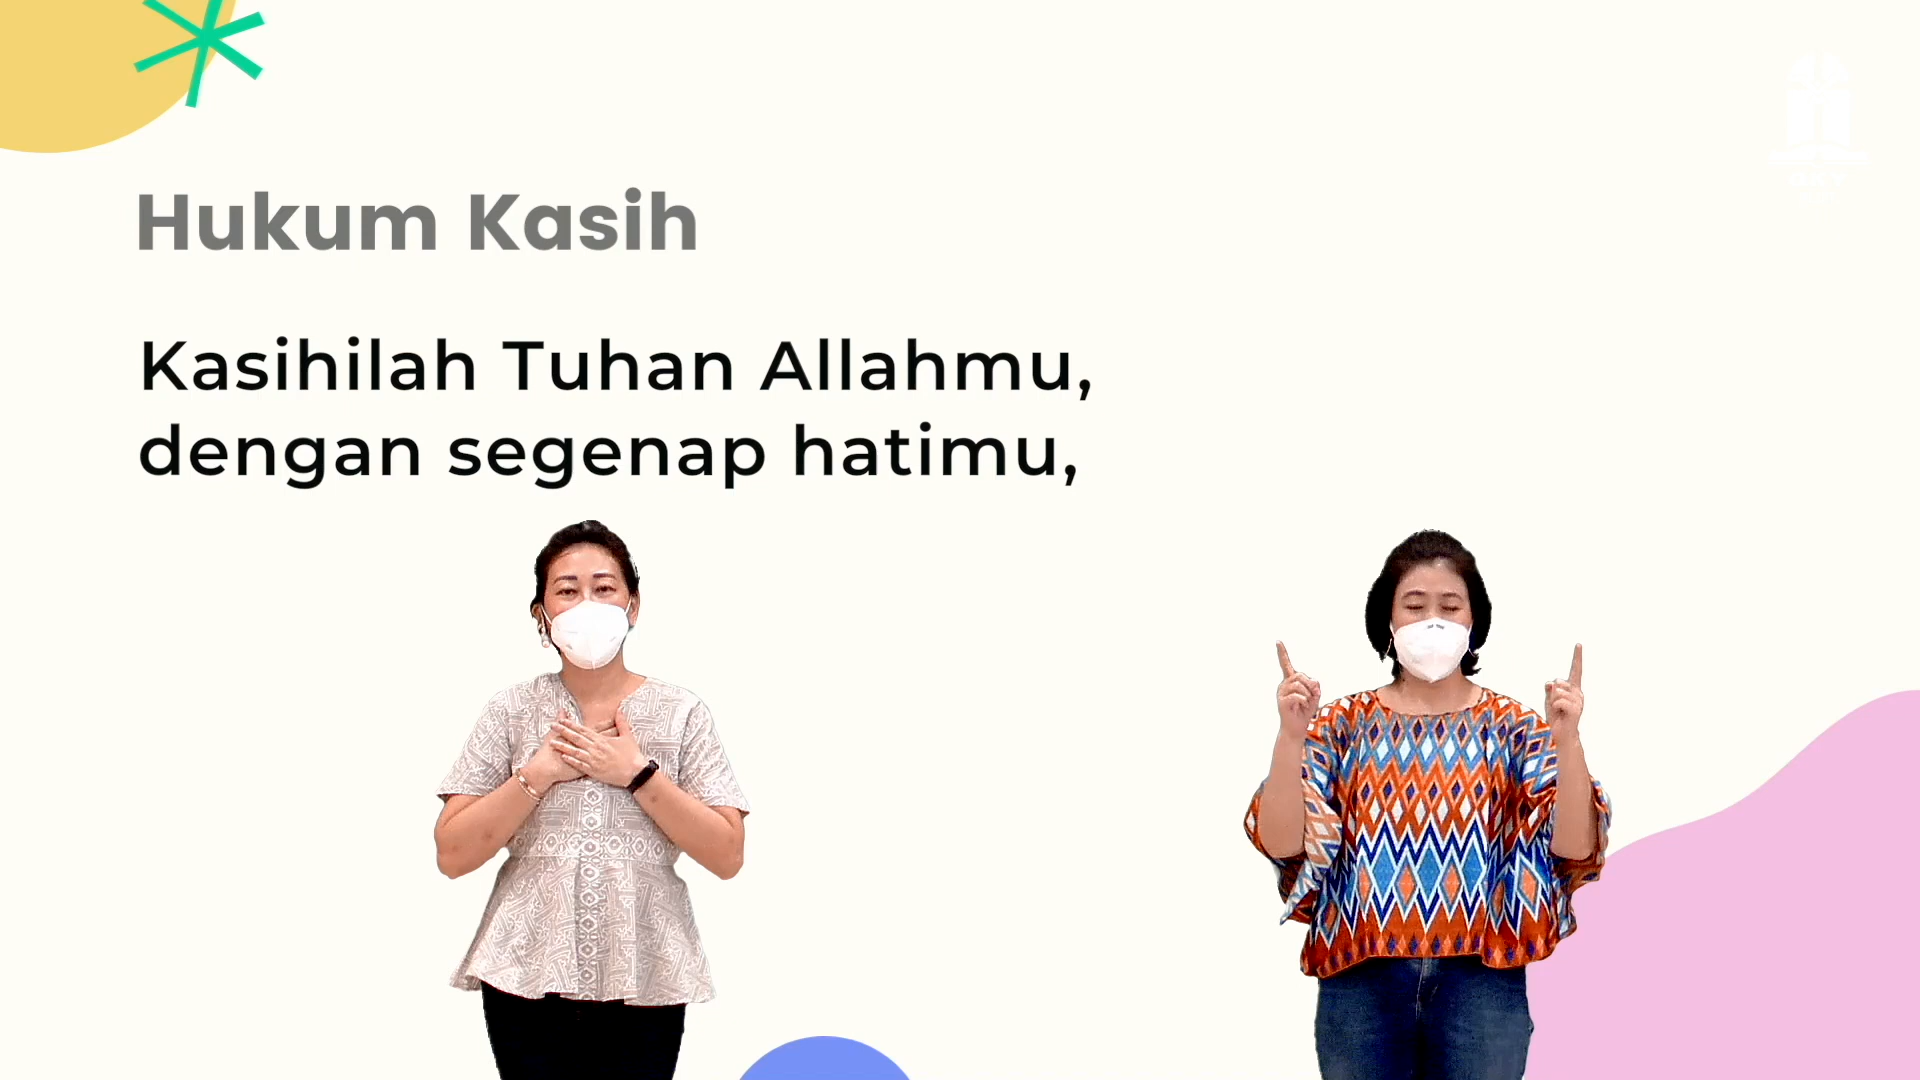 Hukum Kasih
Kasihilah Tuhan Allahmu,
dengan segenap hatimu,